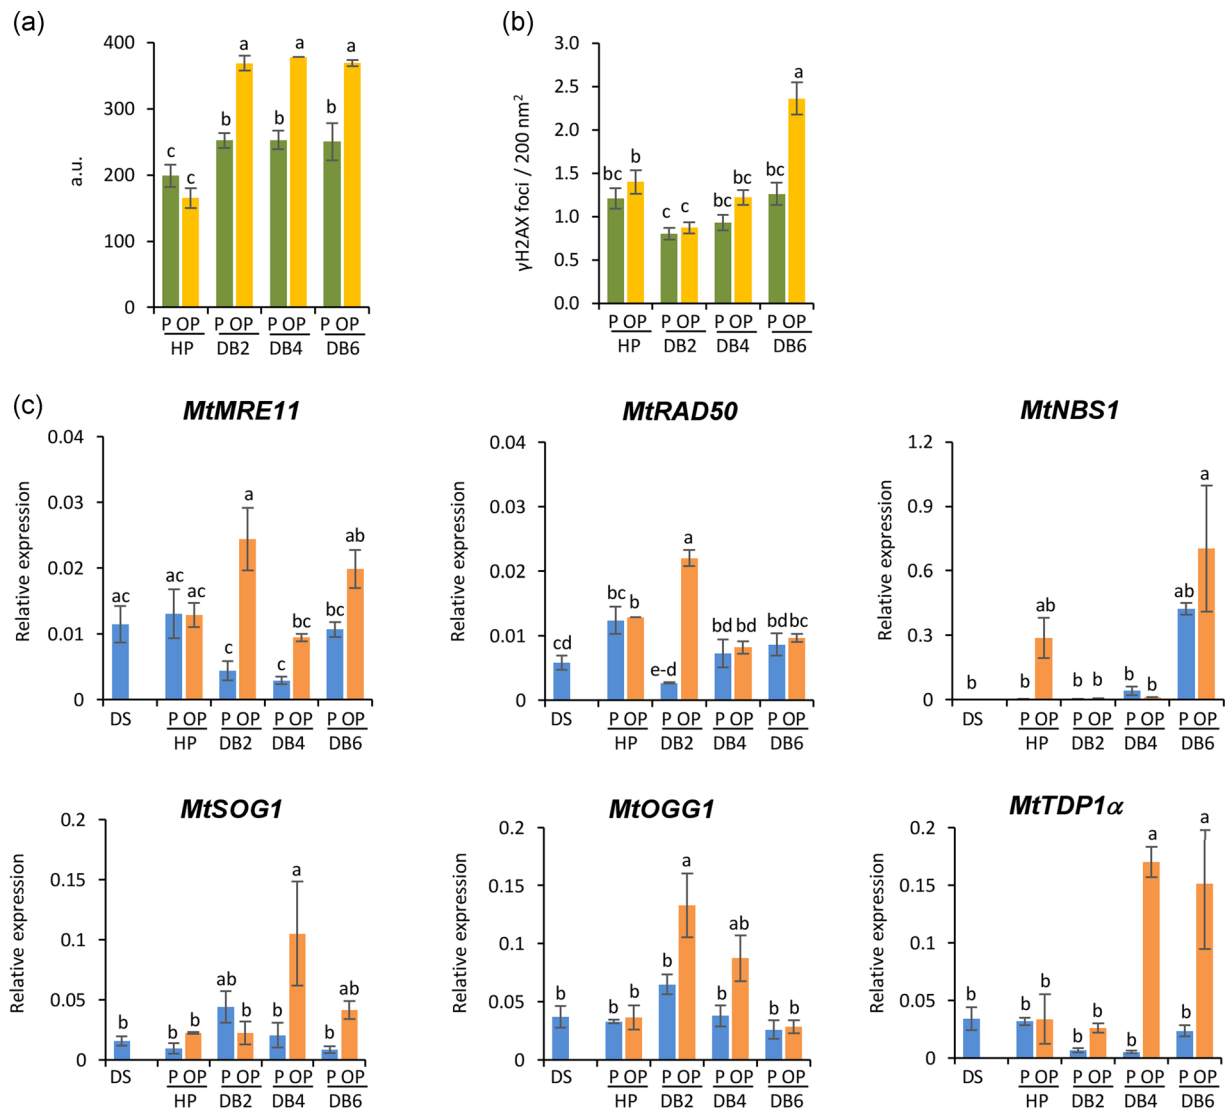 (a)
400
300
200
100
0
a.u.
c
c
b
a
b
a
b
a
P OP
P OP
P OP
P OP
HP
DB2
DB4
DB6
(b)
3.0
2.5
2.0
1.5
1.0
0.5
0.0
γH2AX foci / 200 nm²
bc
b
c
c
bc
bc
bc
a
P OP
P OP
P OP
P OP
HP
DB2
DB4
DB6
(c)
MtMRE11
0.04
0.03
0.02
0.01
0
Relative expression
ac
ac
ac
c
a
c
bc
bc
ab
DS
P OP
P OP
P OP
P OP
HP
DB2
DB4
DB6
MtRAD50
0.04
0.03
0.02
0.01
0
Relative expression
cd
bc
b
e-d
a
bd
bd
bd
bc
DS
P OP
P OP
P OP
P OP
HP
DB2
DB4
DB6
MtNBS1
1.2
0.9
0.6
0.3
0
Relative expression
b
b
ab
b
b
b
b
ab
a
DS
P OP
P OP
P OP
P OP
HP
DB2
DB4
DB6
MtSOG1
0.2
0.15
0.1
0.05
0
Relative expression
b
b
b
ab
b
b
a
b
ab
DS
P OP
P OP
P OP
P OP
HP
DB2
DB4
DB6
MtOGG1
0.2
0.15
0.1
0.05
0
Relative expression
b
b
b
b
a
b
ab
b
b
DS
P OP
P OP
P OP
P OP
HP
DB2
DB4
DB6
MtTDP1α
0.2
0.15
0.1
0.05
0
Relative expression
b
b
b
b
b
b
a
b
a
DS
P OP
P OP
P OP
P OP
HP
DB2
DB4
DB6